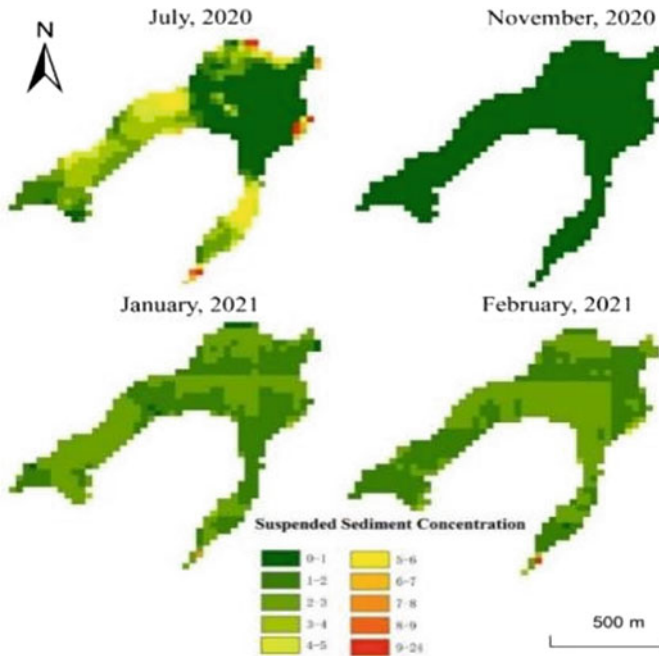 July, 2020
November, 2020
N
January, 2021
February, 2021
Suspended Sediment Concentration
0-1
1-2
2-3
3-4
4-5
5-6
6-7
7-8
8-9
9-24
500 m